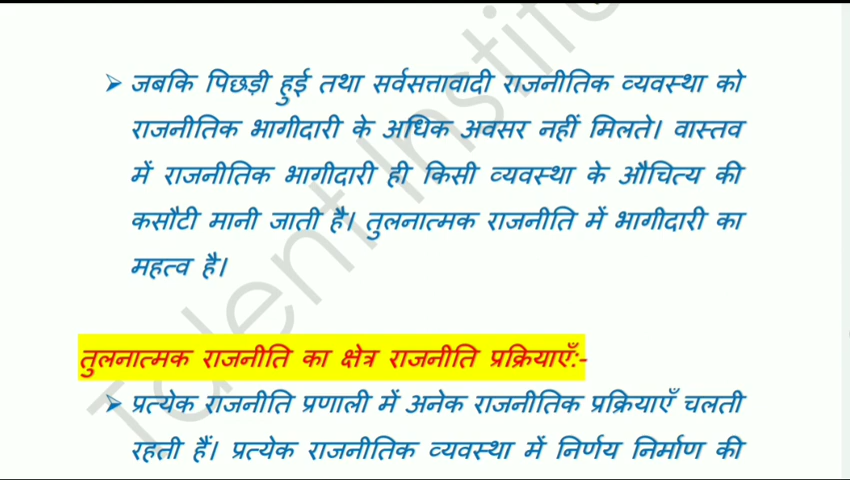 ➤ जबकि पिछड़ी हुई तथा सर्वसत्तावादी राजनीतिक व्यवस्था को
राजनीतिक भागीदारी के अधिक अवसर नहीं मिलते। वास्तव
में राजनीतिक भागीदारी ही किसी व्यवस्था के औचित्य की
कसौटी मानी जाती है। तुलनात्मक राजनीति में भागीदारी का
महत्व है।
तुलनात्मक राजनीति का क्षेत्र राजनीति प्रक्रियाएँ:-
➤ प्रत्येक राजनीति प्रणाली में अनेक राजनीतिक प्रक्रियाएँ चलती
रहती हैं। प्रत्येक राजनीतिक व्यवस्था में निर्णय निर्माण की